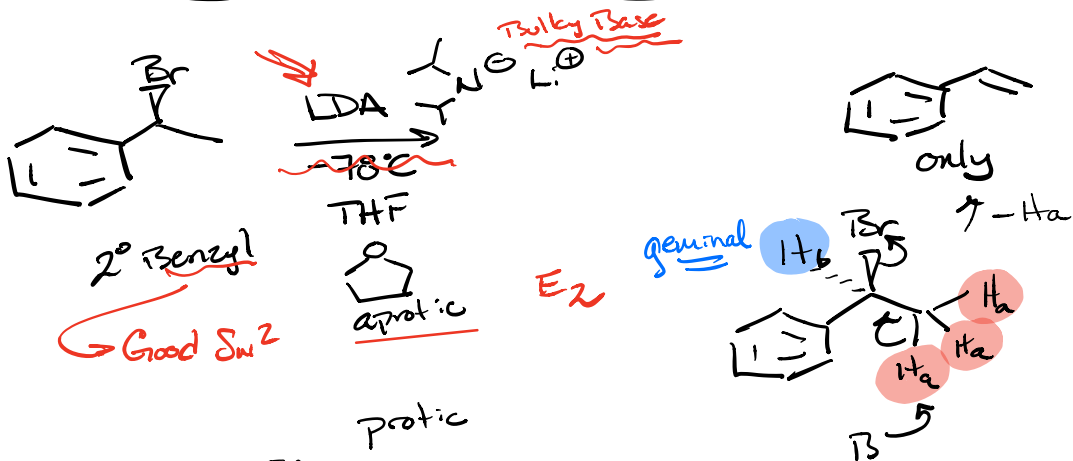 Bulky Base
Br
LDA
N ⊖ Li ⊕
-78°C
THF
O
aprotic
2° Benzyl
Good SN2
E2
protic
only
-Ha
geminal
Hb
Br
Ha
Ha
Ha
B